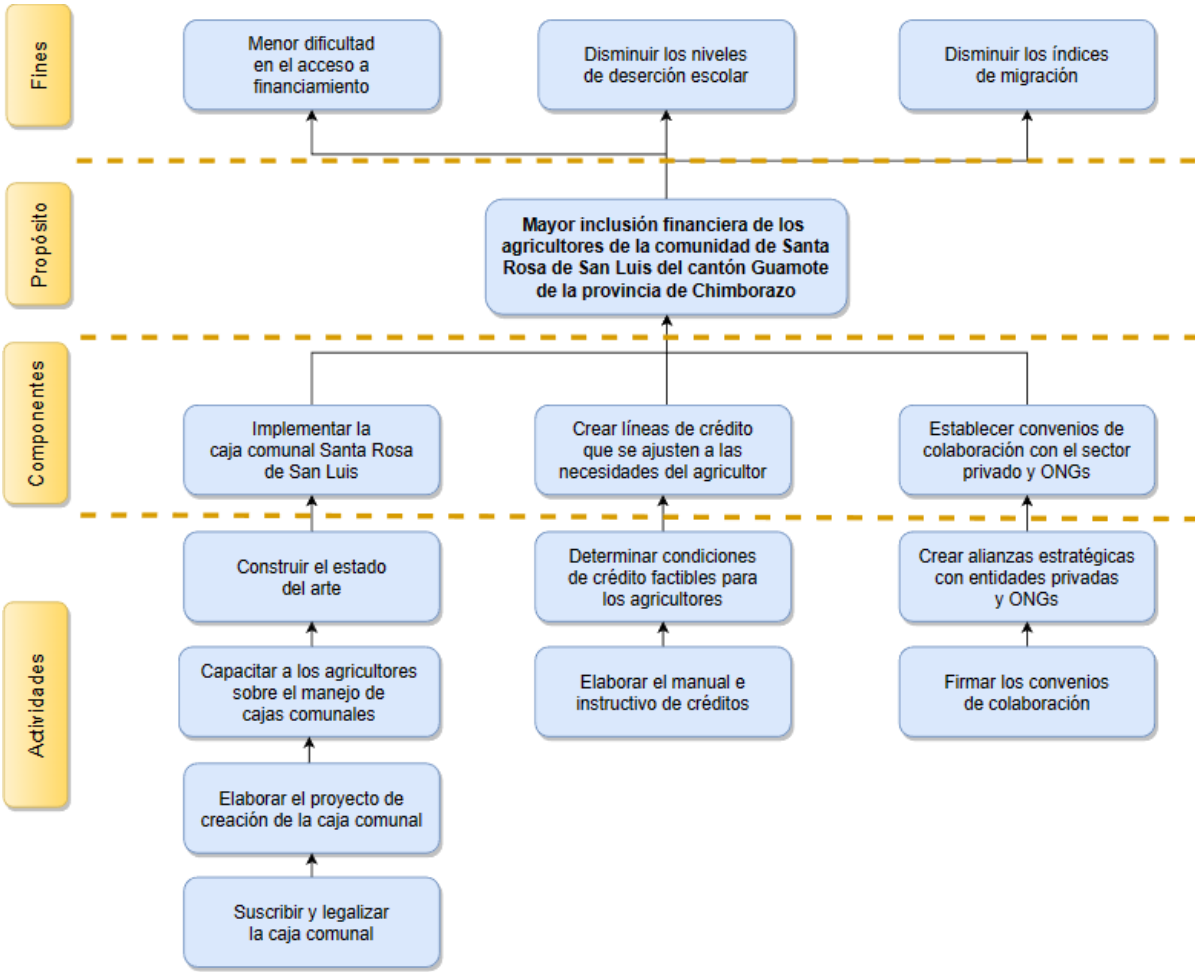 Fines
Menor dificultad
en el acceso a
financiamiento
Disminuir los niveles
de deserción escolar
Disminuir los índices
de migración
Propósito
Mayor inclusión financiera de los
agricultores de la comunidad de Santa
Rosa de San Luis del cantón Guamote
de la provincia de Chimborazo
Componentes
Implementar la
caja comunal Santa Rosa
de San Luis
Crear líneas de crédito
que se ajusten a las
necesidades del agricultor
Establecer convenios de
colaboración con el sector
privado y ONGs
Actividades
Construir el estado
del arte
Determinar condiciones
de crédito factibles para
los agricultores
Crear alianzas estratégicas
con entidades privadas
y ONGs
Capacitar a los agricultores
sobre el manejo de
cajas comunales
Elaborar el manual e
instructivo de créditos
Firmar los convenios
de colaboración
Elaborar el proyecto de
creación de la caja comunal
Suscribir y legalizar
la caja comunal